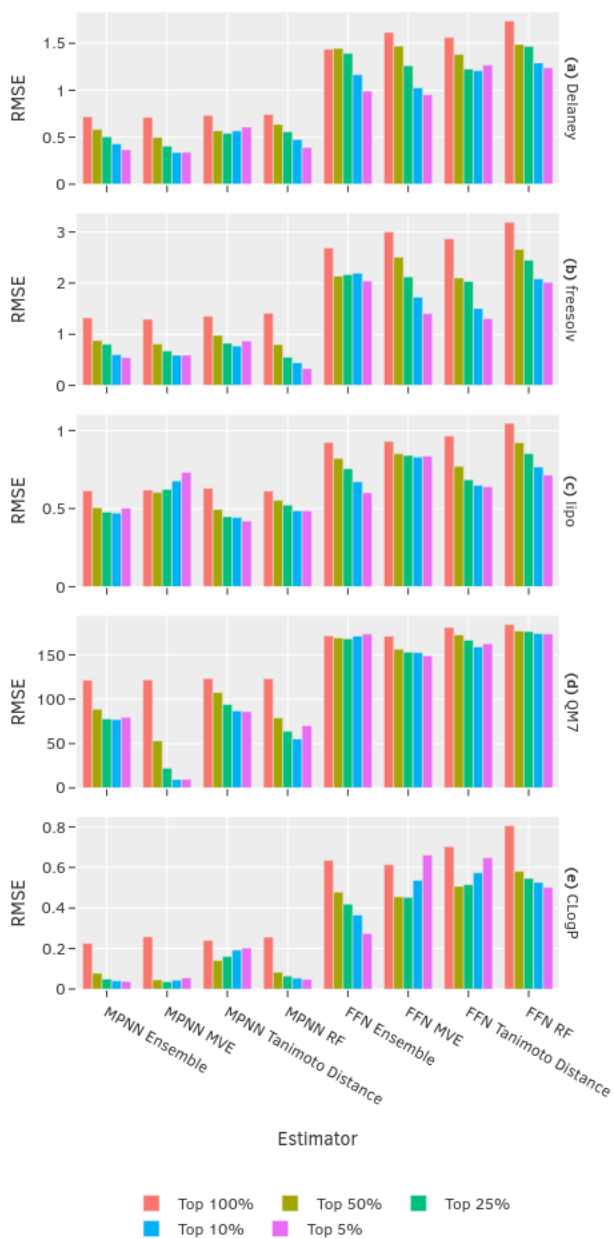 1.5
1
0.5
0
RMSE
(a) Delaney
3
2
1
0
RMSE
(b) freesolv
1
0.5
0
RMSE
(c) lipo
150
100
50
0
RMSE
(d) QM7
0.8
0.6
0.4
0.2
0
RMSE
(e) CLogP
MPNN Ensemble
MPNN MVE
MPNN Tanimoto Distance
MPNN RF
FFN Ensemble
FFN MVE
FFN Tanimoto Distance
FFN RF
Estimator
Top 100% Top 50% Top 25%
Top 10% Top 5%